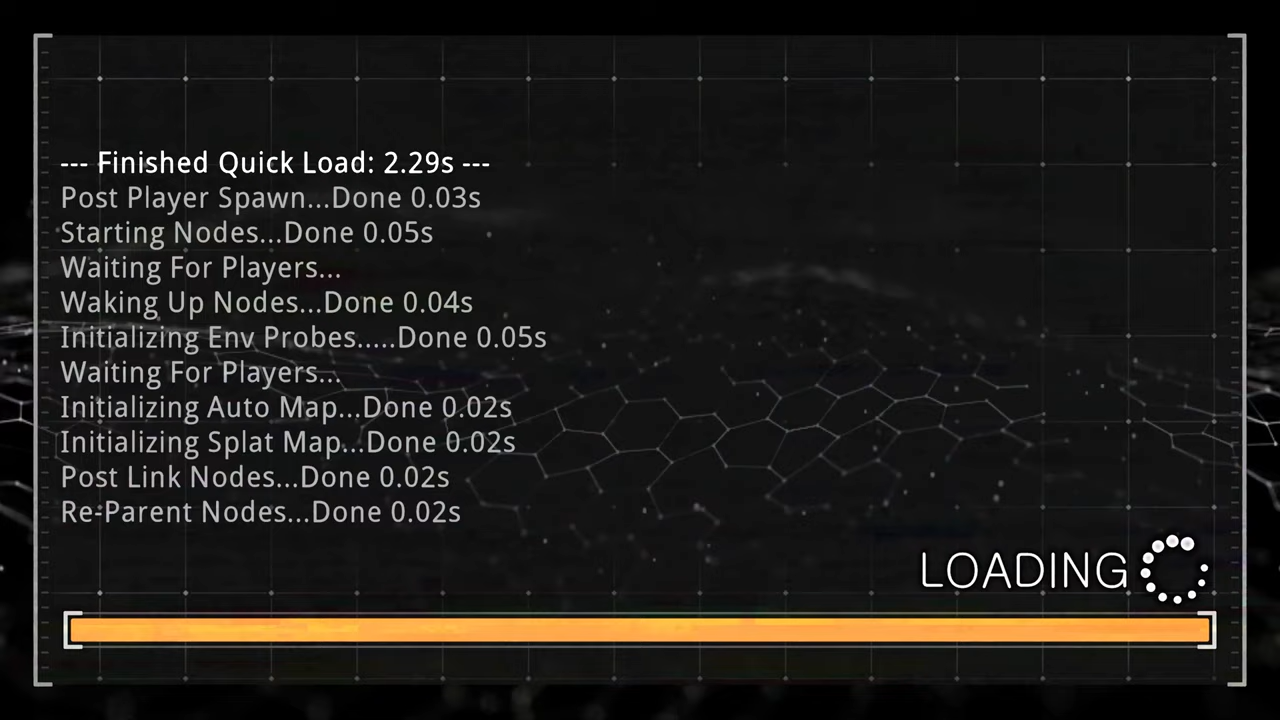 --- Finished Quick Load: 2.29s ---
Post Player Spawn...Done 0.03s
Starting Nodes...Done 0.05s
Waiting For Players...
Waking Up Nodes...Done 0.04s
Initializing Env Probes.....Done 0.05s
Waiting For Players...
Initializing Auto Map...Done 0.02s
Initializing Splat Map...Done 0.02s
Post Link Nodes...Done 0.02s
Re-Parent Nodes...Done 0.02s
LOADING